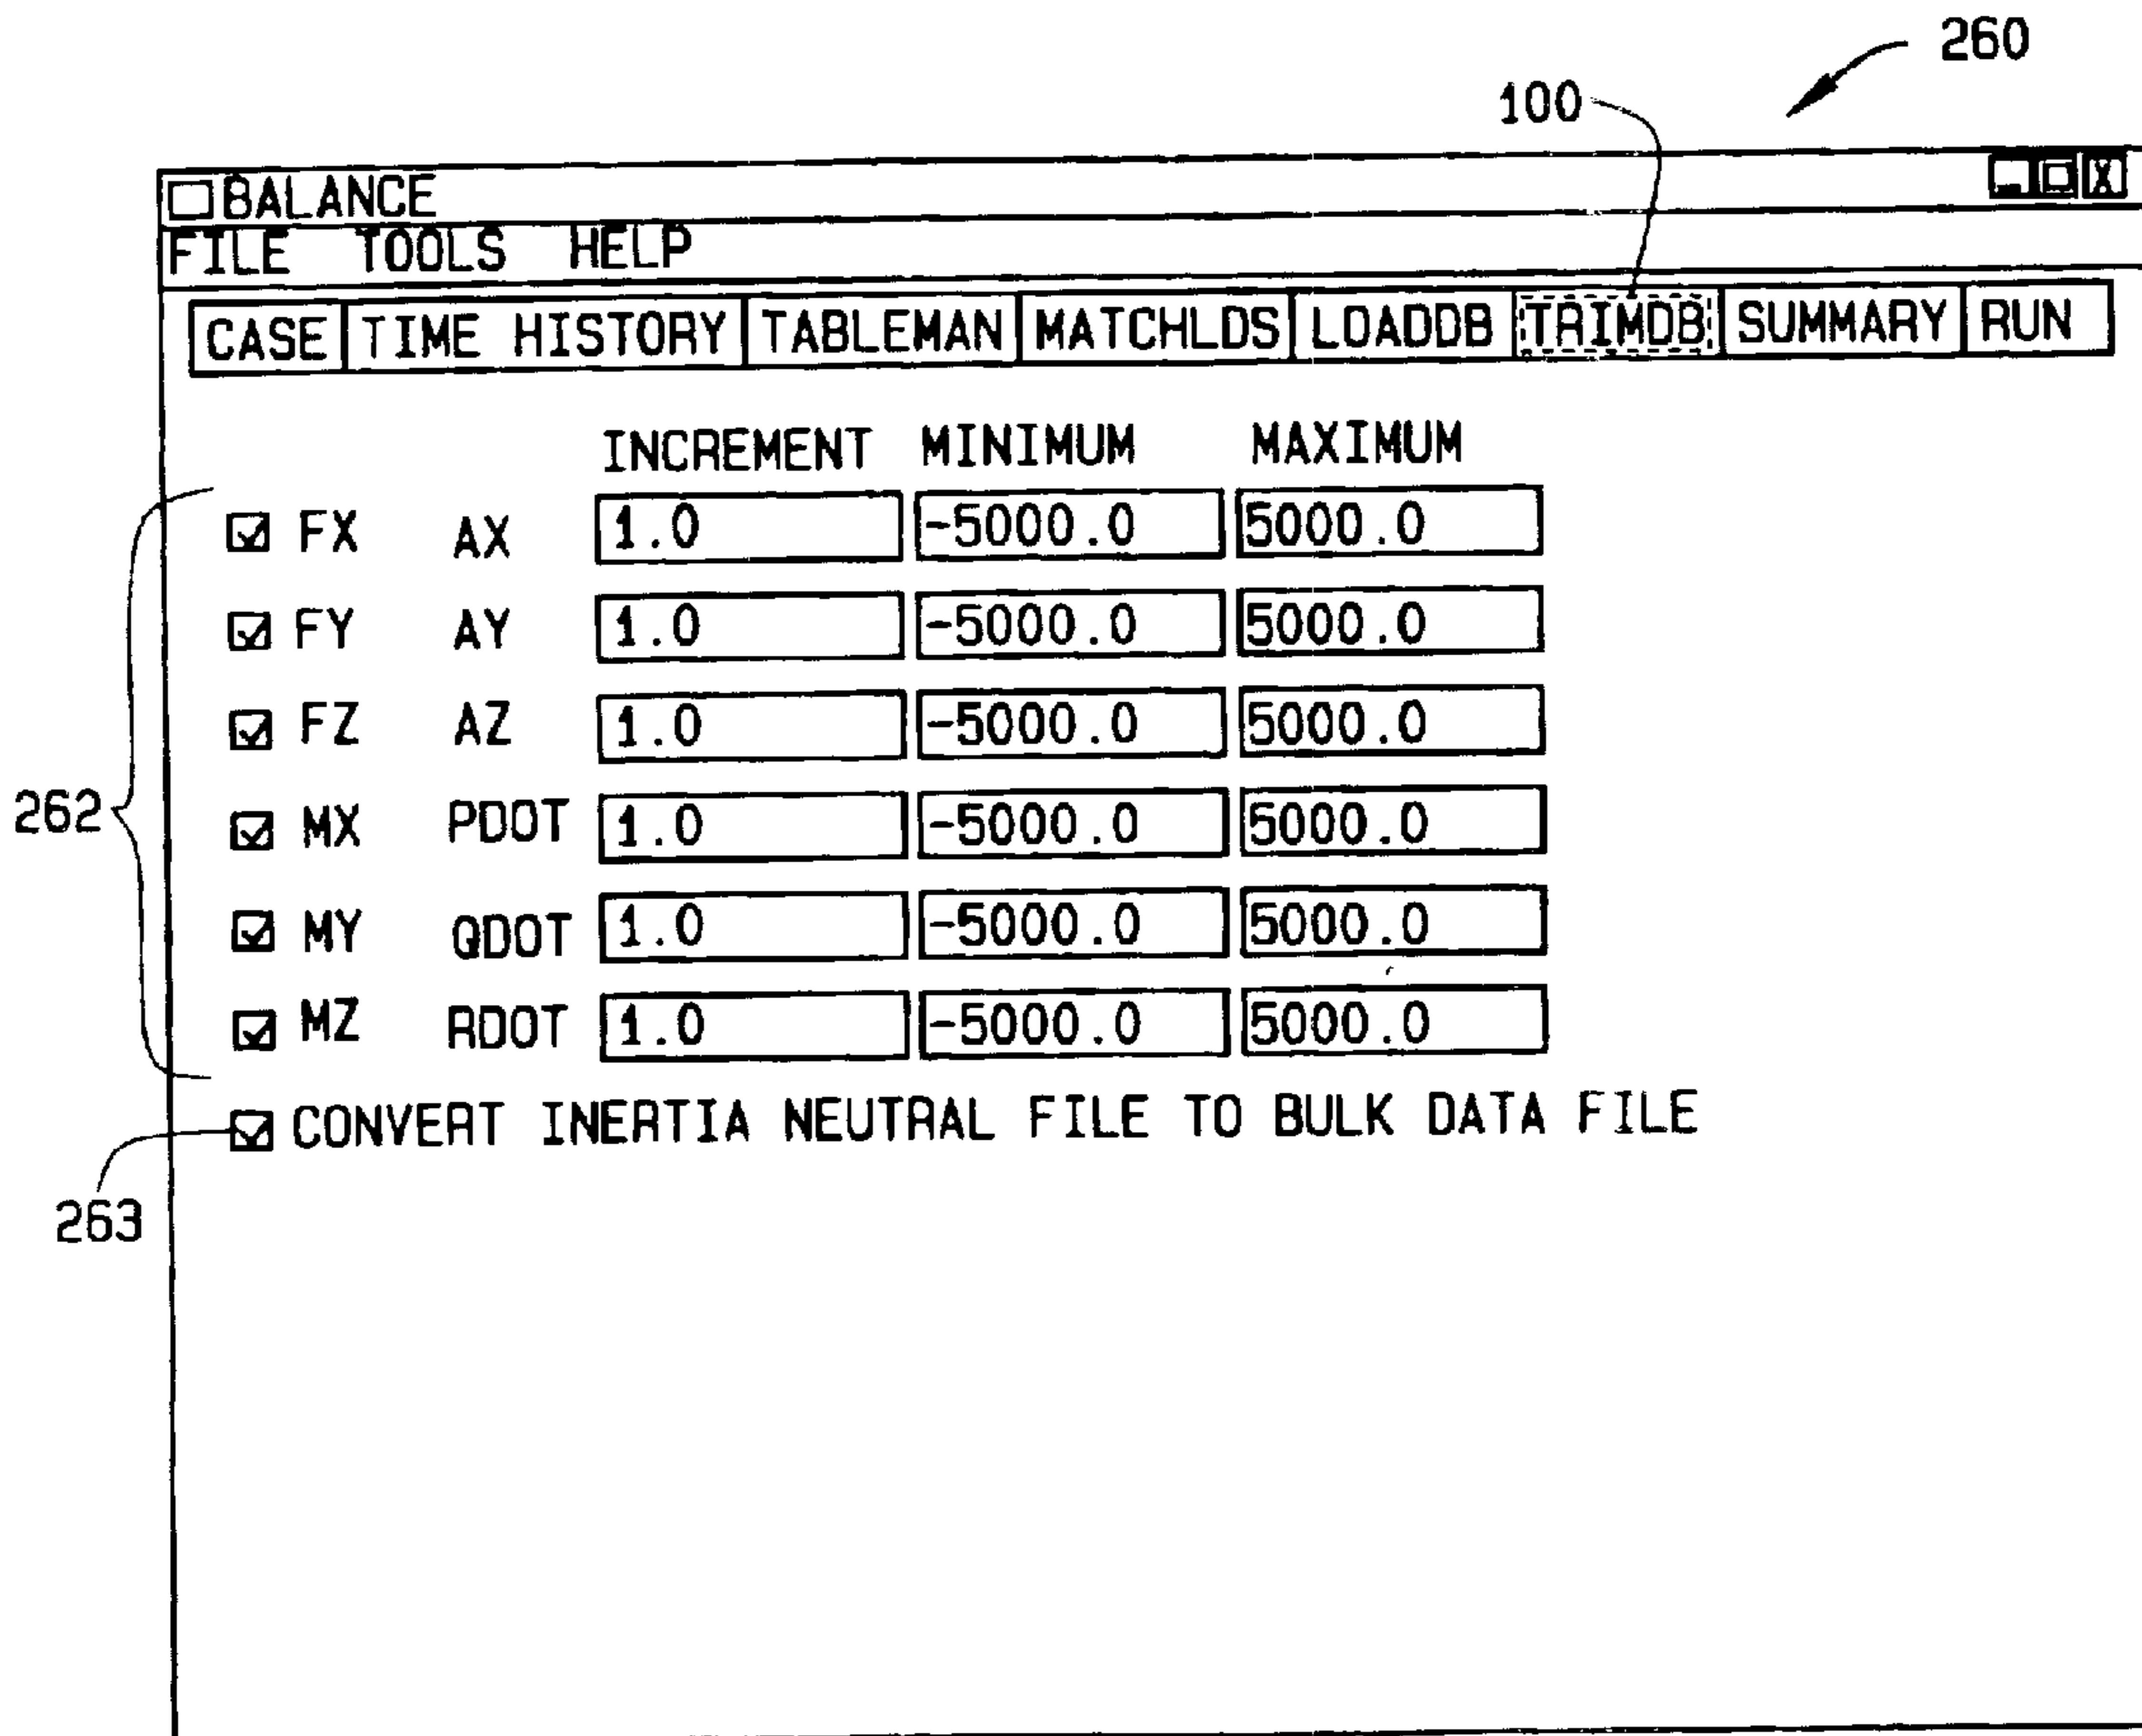 260
100
BALANCE
FILE TOOLS HELP
CASE TIME HISTORY TABLEMAN MATCHLDS LOADDB TRIMDB SUMMARY RUN
INCREMENT MINIMUM MAXIMUM
FX AX 1.0 -5000.0 5000.0
FY AY 1.0 -5000.0 5000.0
FZ AZ 1.0 -5000.0 5000.0
262
MX PDOT 1.0 -5000.0 5000.0
MY QDOT 1.0 -5000.0 5000.0
MZ RDOT 1.0 -5000.0 5000.0
CONVERT INERTIA NEUTRAL FILE TO BULK DATA FILE
263